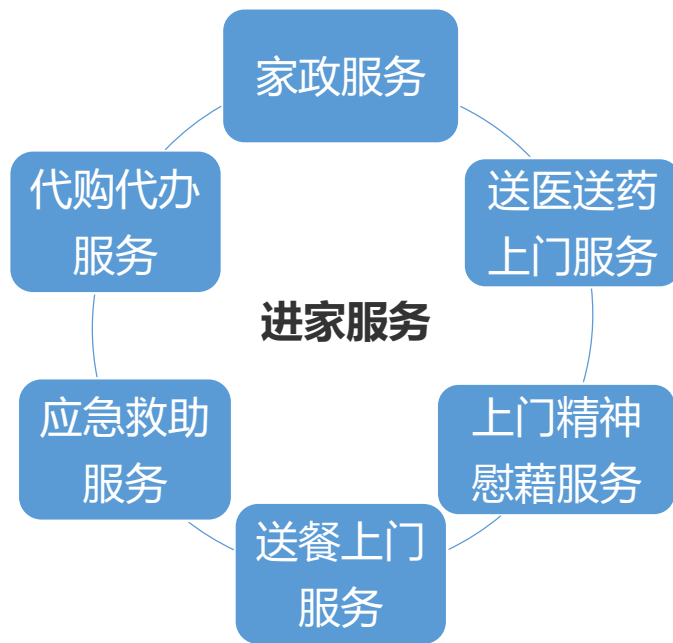 家政服务
送医送药
上门服务
上门精神
慰藉服务
送餐上门
服务
应急救助
服务
代购代办
服务
进家服务